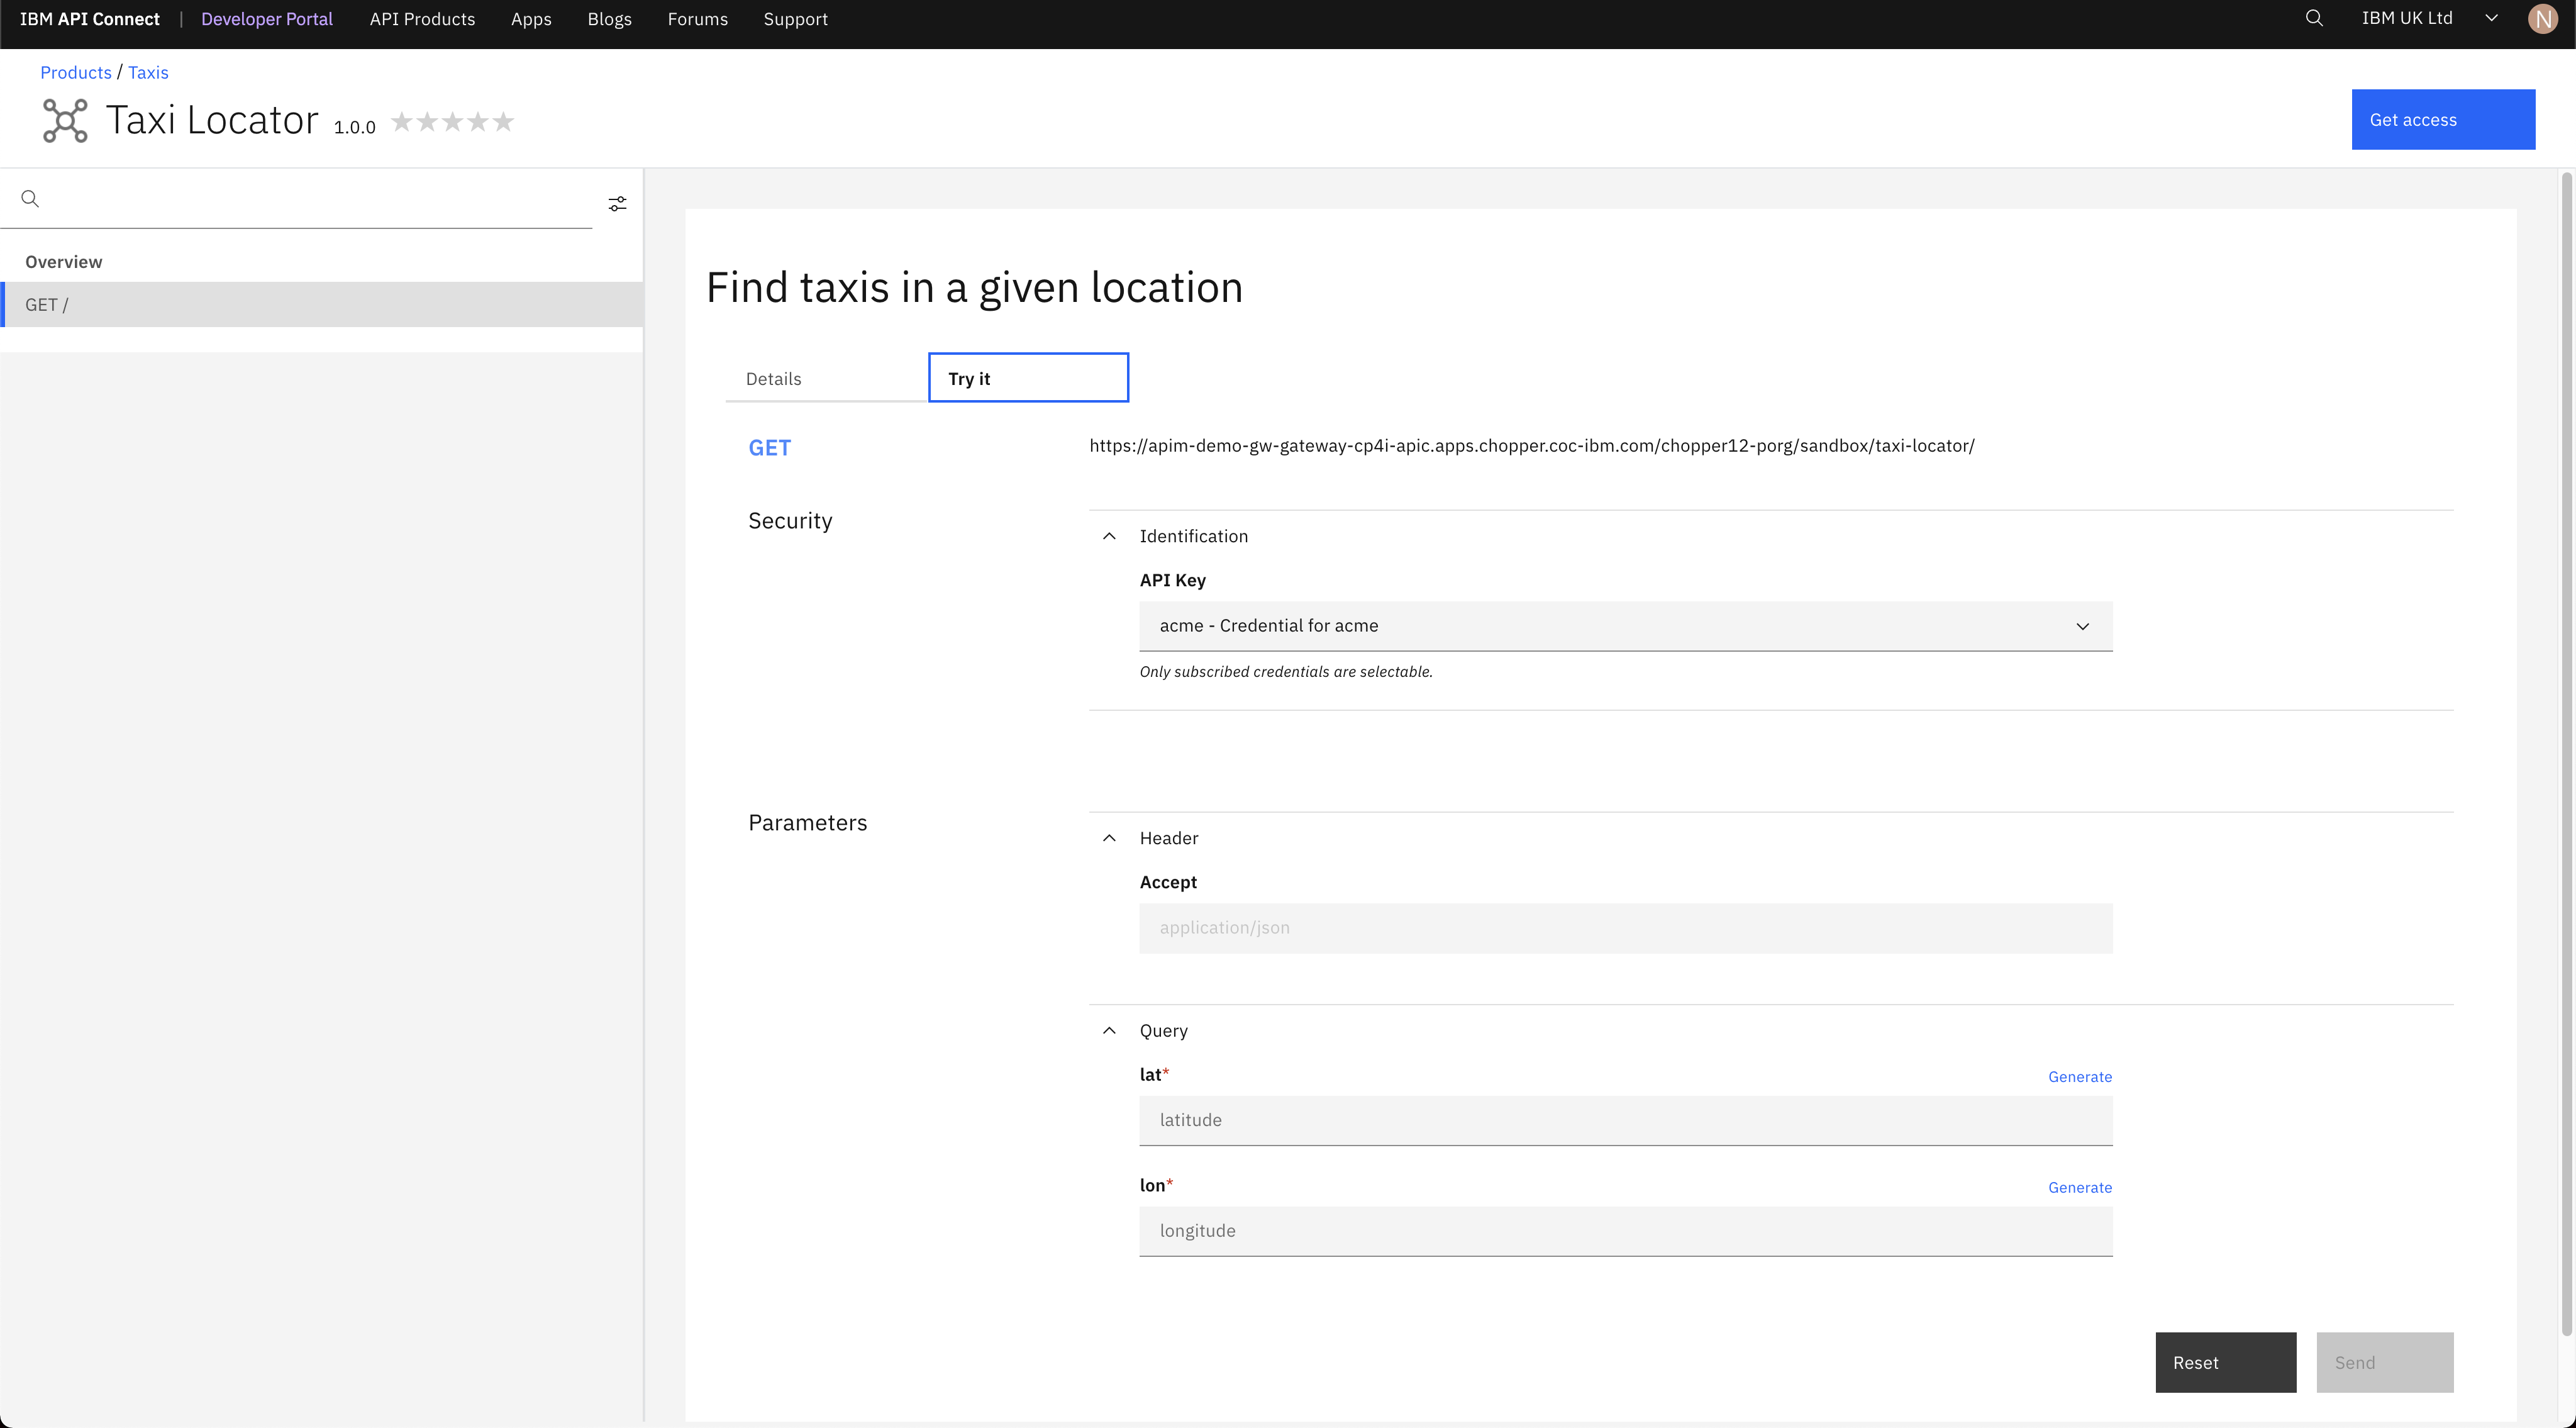 IBM API Connect | Developer Portal API Products Apps Blogs Forums Support IBM UK Ltd N
Products / Taxis
Taxi Locator 1.0.0
Get access
Overview
GET /
Find taxis in a given location
Details Try it
GET https://apim-demo-gw-gateway-cp4i-apic.apps.chopper.coc-ibm.com/chopper12-porg/sandbox/taxi-locator/
Security
Identification
API Key
acme - Credential for acme
Only subscribed credentials are selectable.
Parameters
Header
Accept
application/json
Query
lat* Generate
latitude
lon* Generate
longitude
Reset Send